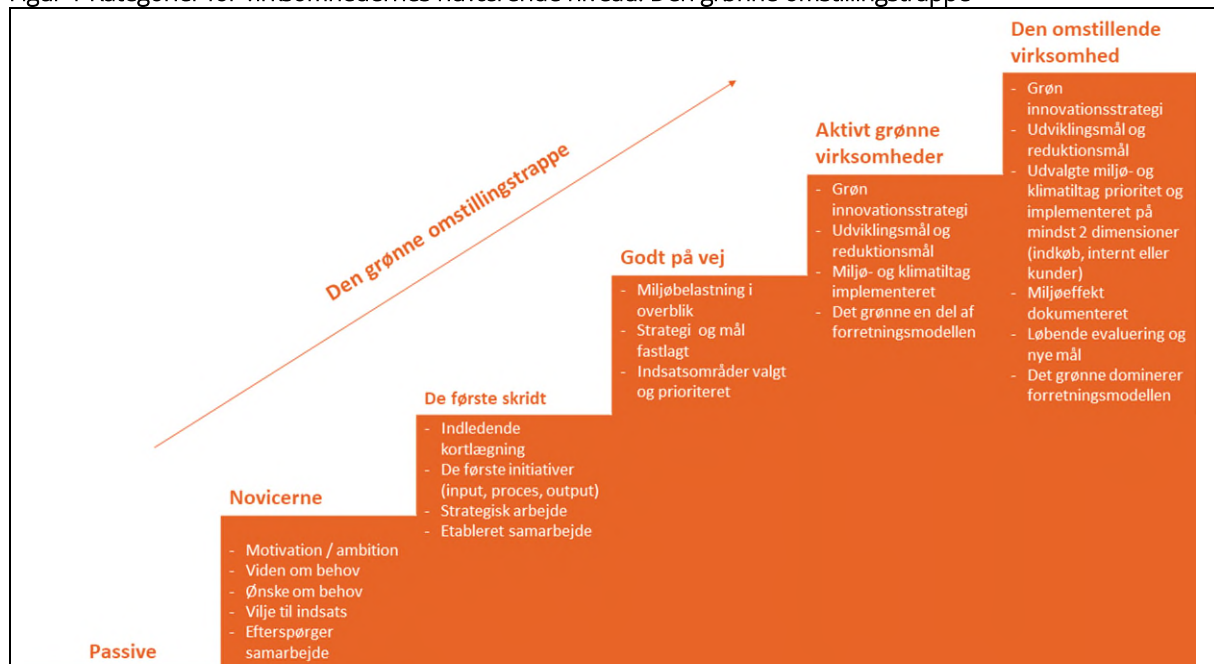 Figur 1 Kategorier for virksomhedernes nuværende niveau: Den grønne omstillingstrappe
Den grønne omstillingstrappe
Passive
Novicerne
- Motivation / ambition
- Viden om behov
- Ønske om behov
- Vilje til indsats
- Efterspørger
samarbejde
De første skridt
- Indledende
kortlægning
- De første initiativer
(input, proces, output)
- Strategisk arbejde
- Etableret samarbejde
Godt på vej
- Miljøbelastning i
overblik
- Strategi og mål
fastlagt
- Indsatsområder valgt
og prioriteret
Aktivt grønne
virksomheder
- Grøn
innovationsstrategi
- Udviklingsmål og
reduktionsmål
- Miljø- og klimatiltag
implementeret
- Det grønne en del af
forretningsmodellen
Den omstillende
virksomhed
- Grøn
innovationsstrategi
- Udviklingsmål og
reduktionsmål
- Udvalgte miljø- og
klimatiltag prioritet og
implementeret på
mindst 2 dimensioner
(indkøb, internt eller
kunder)
- Miljøeffekt
dokumenteret
- Løbende evaluering og
nye mål
- Det grønne dominerer
forretningsmodellen